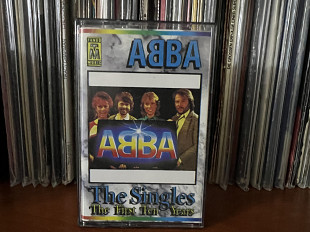 ABBA
ABBA
The Singles
The First Ten Years